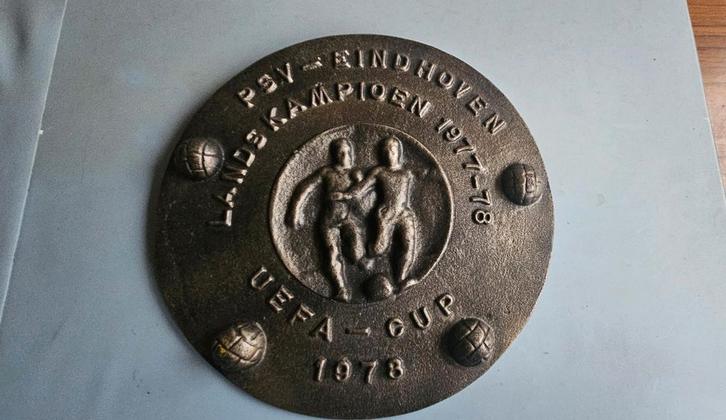 PSV - EINDHOVEN
LANDSKAMPIOEN 1977-78
UEFA - CUP
1978